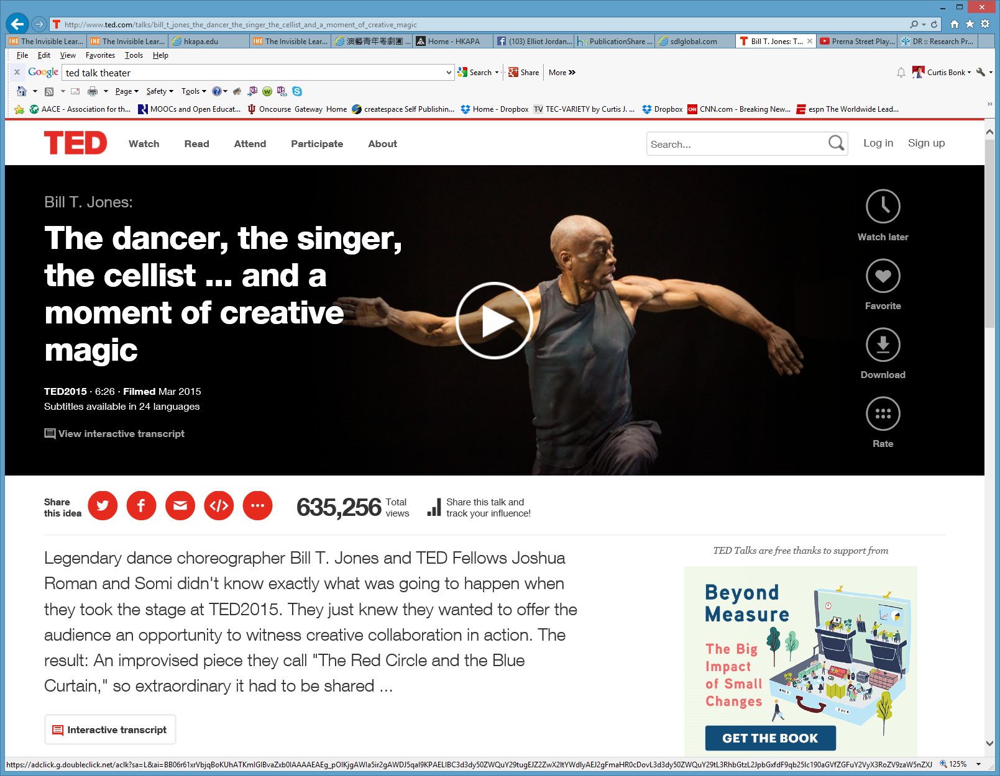 http://www.ted.com/talks/bill_t_jones_the_dancer_the_singer_the_cellist_and_a_moment_of_creative_magic
IHE The Invisible Lear... IHE The Invisible Lear... hkapa.edu IHE The Invisible Lear... 演藝青年粵劇團 ... Home - HKAPA (103) Elliot Jordan... PublicationShare ... sdlglobal.com Bill T. Jones: T... Prerna Street Play... DR :: Research Pr...
File Edit View Favorites Tools Help
x Google ted talk theater Search Share More » Curtis Bonk
Page Safety Tools
AACE - Association for th... MOOCs and Open Educat... Oncourse Gateway Home createspace Self Publishin... Home - Dropbox TV TEC-VARIETY by Curtis J. ... Dropbox CNN CNN.com - Breaking New... espn The Worldwide Lead... »
TED Watch Read Attend Participate About Search... Log in Sign up
Bill T. Jones:
The dancer, the singer,
the cellist ... and a
moment of creative
magic
TED2015 · 6:26 · Filmed Mar 2015
Subtitles available in 24 languages
View interactive transcript
Watch later
Favorite
Download
Rate
Share
this idea
635,256 Total
views
Share this talk and
track your influence!
Legendary dance choreographer Bill T. Jones and TED Fellows Joshua
Roman and Somi didn't know exactly what was going to happen when
they took the stage at TED2015. They just knew they wanted to offer the
audience an opportunity to witness creative collaboration in action. The
result: An improvised piece they call "The Red Circle and the Blue
Curtain," so extraordinary it had to be shared ...
Interactive transcript
TED Talks are free thanks to support from
Beyond
Measure
The Big
Impact
of Small
Changes
GET THE BOOK
125%